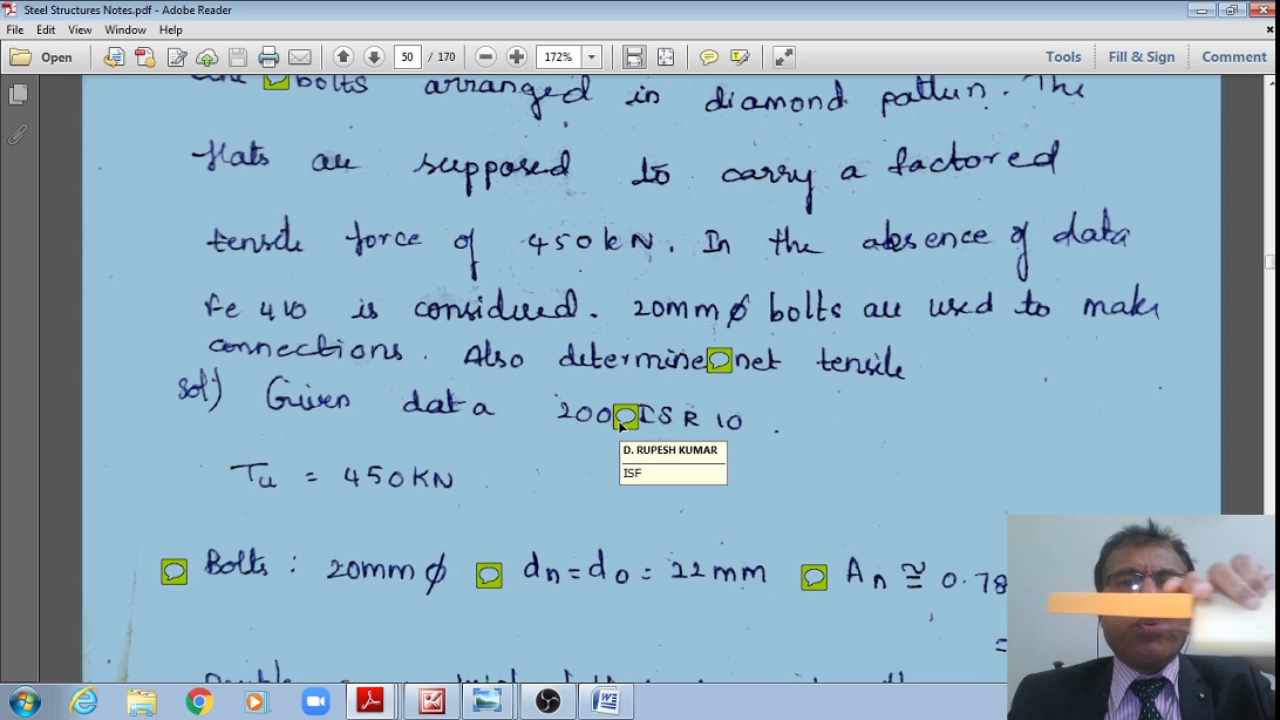 Steel Structures Notes.pdf - Adobe Reader
File Edit View Window Help
Open 50 / 170 172% Tools Fill & Sign Comment
bolts arranged in diamond pattern. The
flats are supposed to carry a factored
tensile force of 450kN. In the absence of data
Fe 410 is considered. 20mm ϕ bolts are used to make
connections. Also determine net tensile
Sol) Given data 200 ISR 10.
D. RUPESH KUMAR
ISF
Tu = 450KN
Bolts : 20mm ϕ dn = do = 22mm An ≅ 0.78
=